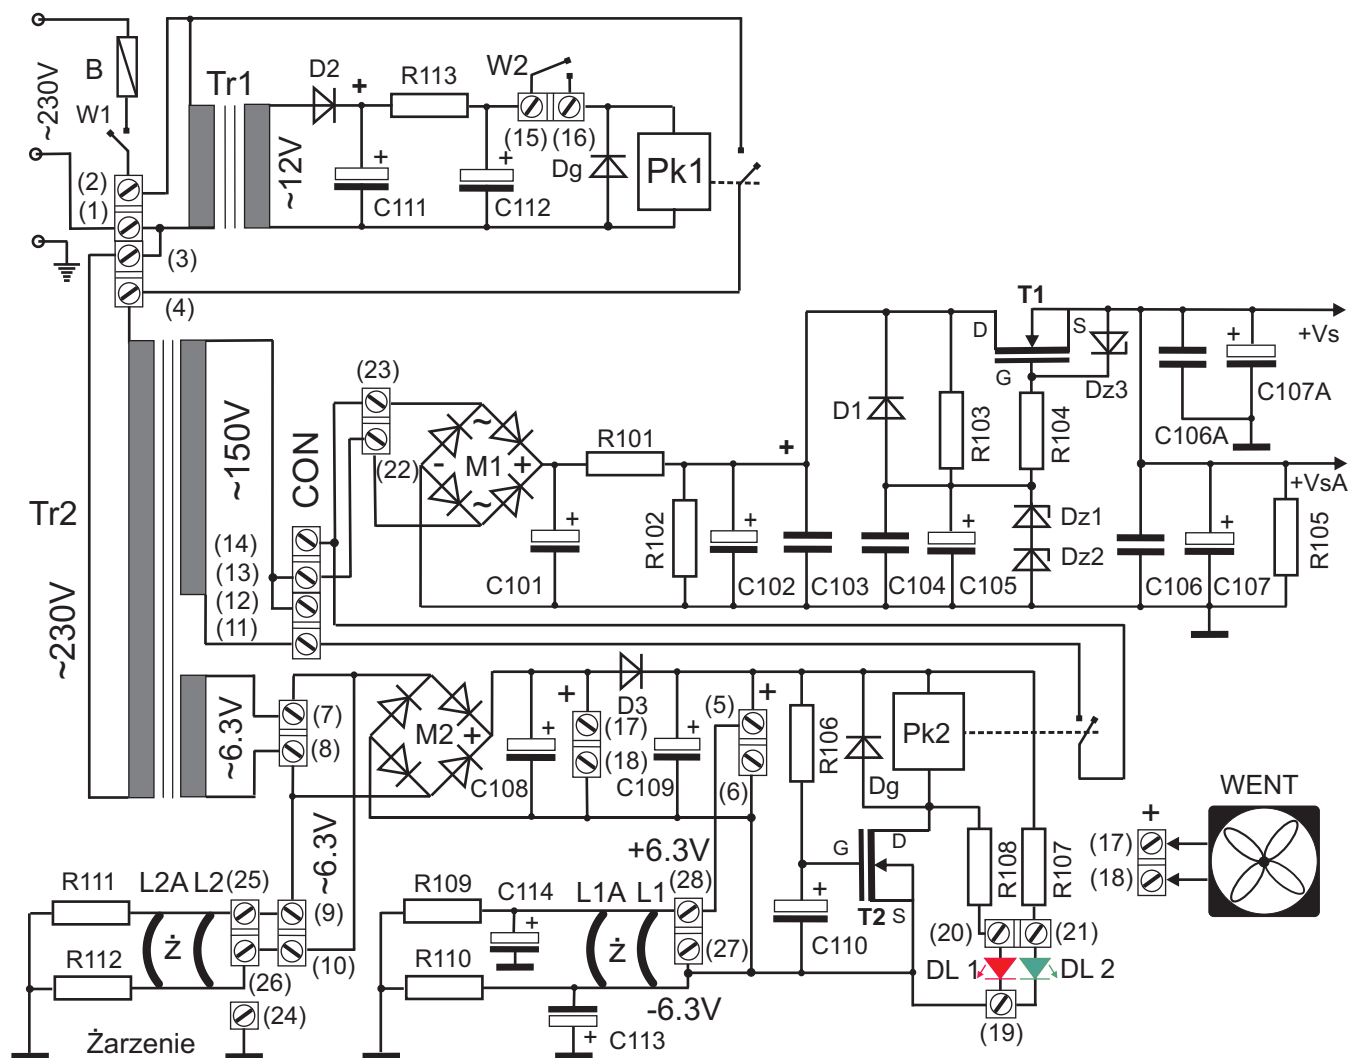 ~230V
B
W1
Tr1
D2
+
R113
W2
~12V
+
C111
+
C112
(15) (16)
Dg
Pk1
(2)
(1)
(3)
(4)
Tr2
~230V
~150V
CON
(23)
(22)
(14)
(13)
(12)
(11)
~
-
M1
+
~
R101
+
C101
R102
+
C102
+
C103
D1
C104
R103
+
C105
T1
D
S
G
R104
Dz3
Dz1
Dz2
+Vs
C106A
+
C107A
+VsA
C106
+
C107
R105
~6.3V
(7)
(8)
M2
+
+
C108
+
(17)
(18)
D3
+
C109
(5)
+
(6)
R106
Dg
Pk2
G
D
S
T2
+
C110
R108
R107
(20)
(21)
DL 1
DL 2
(19)
WENT
+
(17)
(18)
~6.3V
R111
L2A
L2
(25)
(9)
ż
R112
(26)
(10)
(24)
Żarzenie
+6.3V
R109
C114
+
L1A
L1
(28)
ż
R110
(27)
-6.3V
+
C113